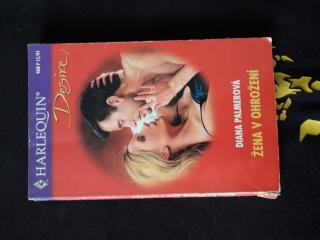 HARLEQUIN®
Desire
DIANA PALMEROVÁ
ŽENA V OHROŽENÍ